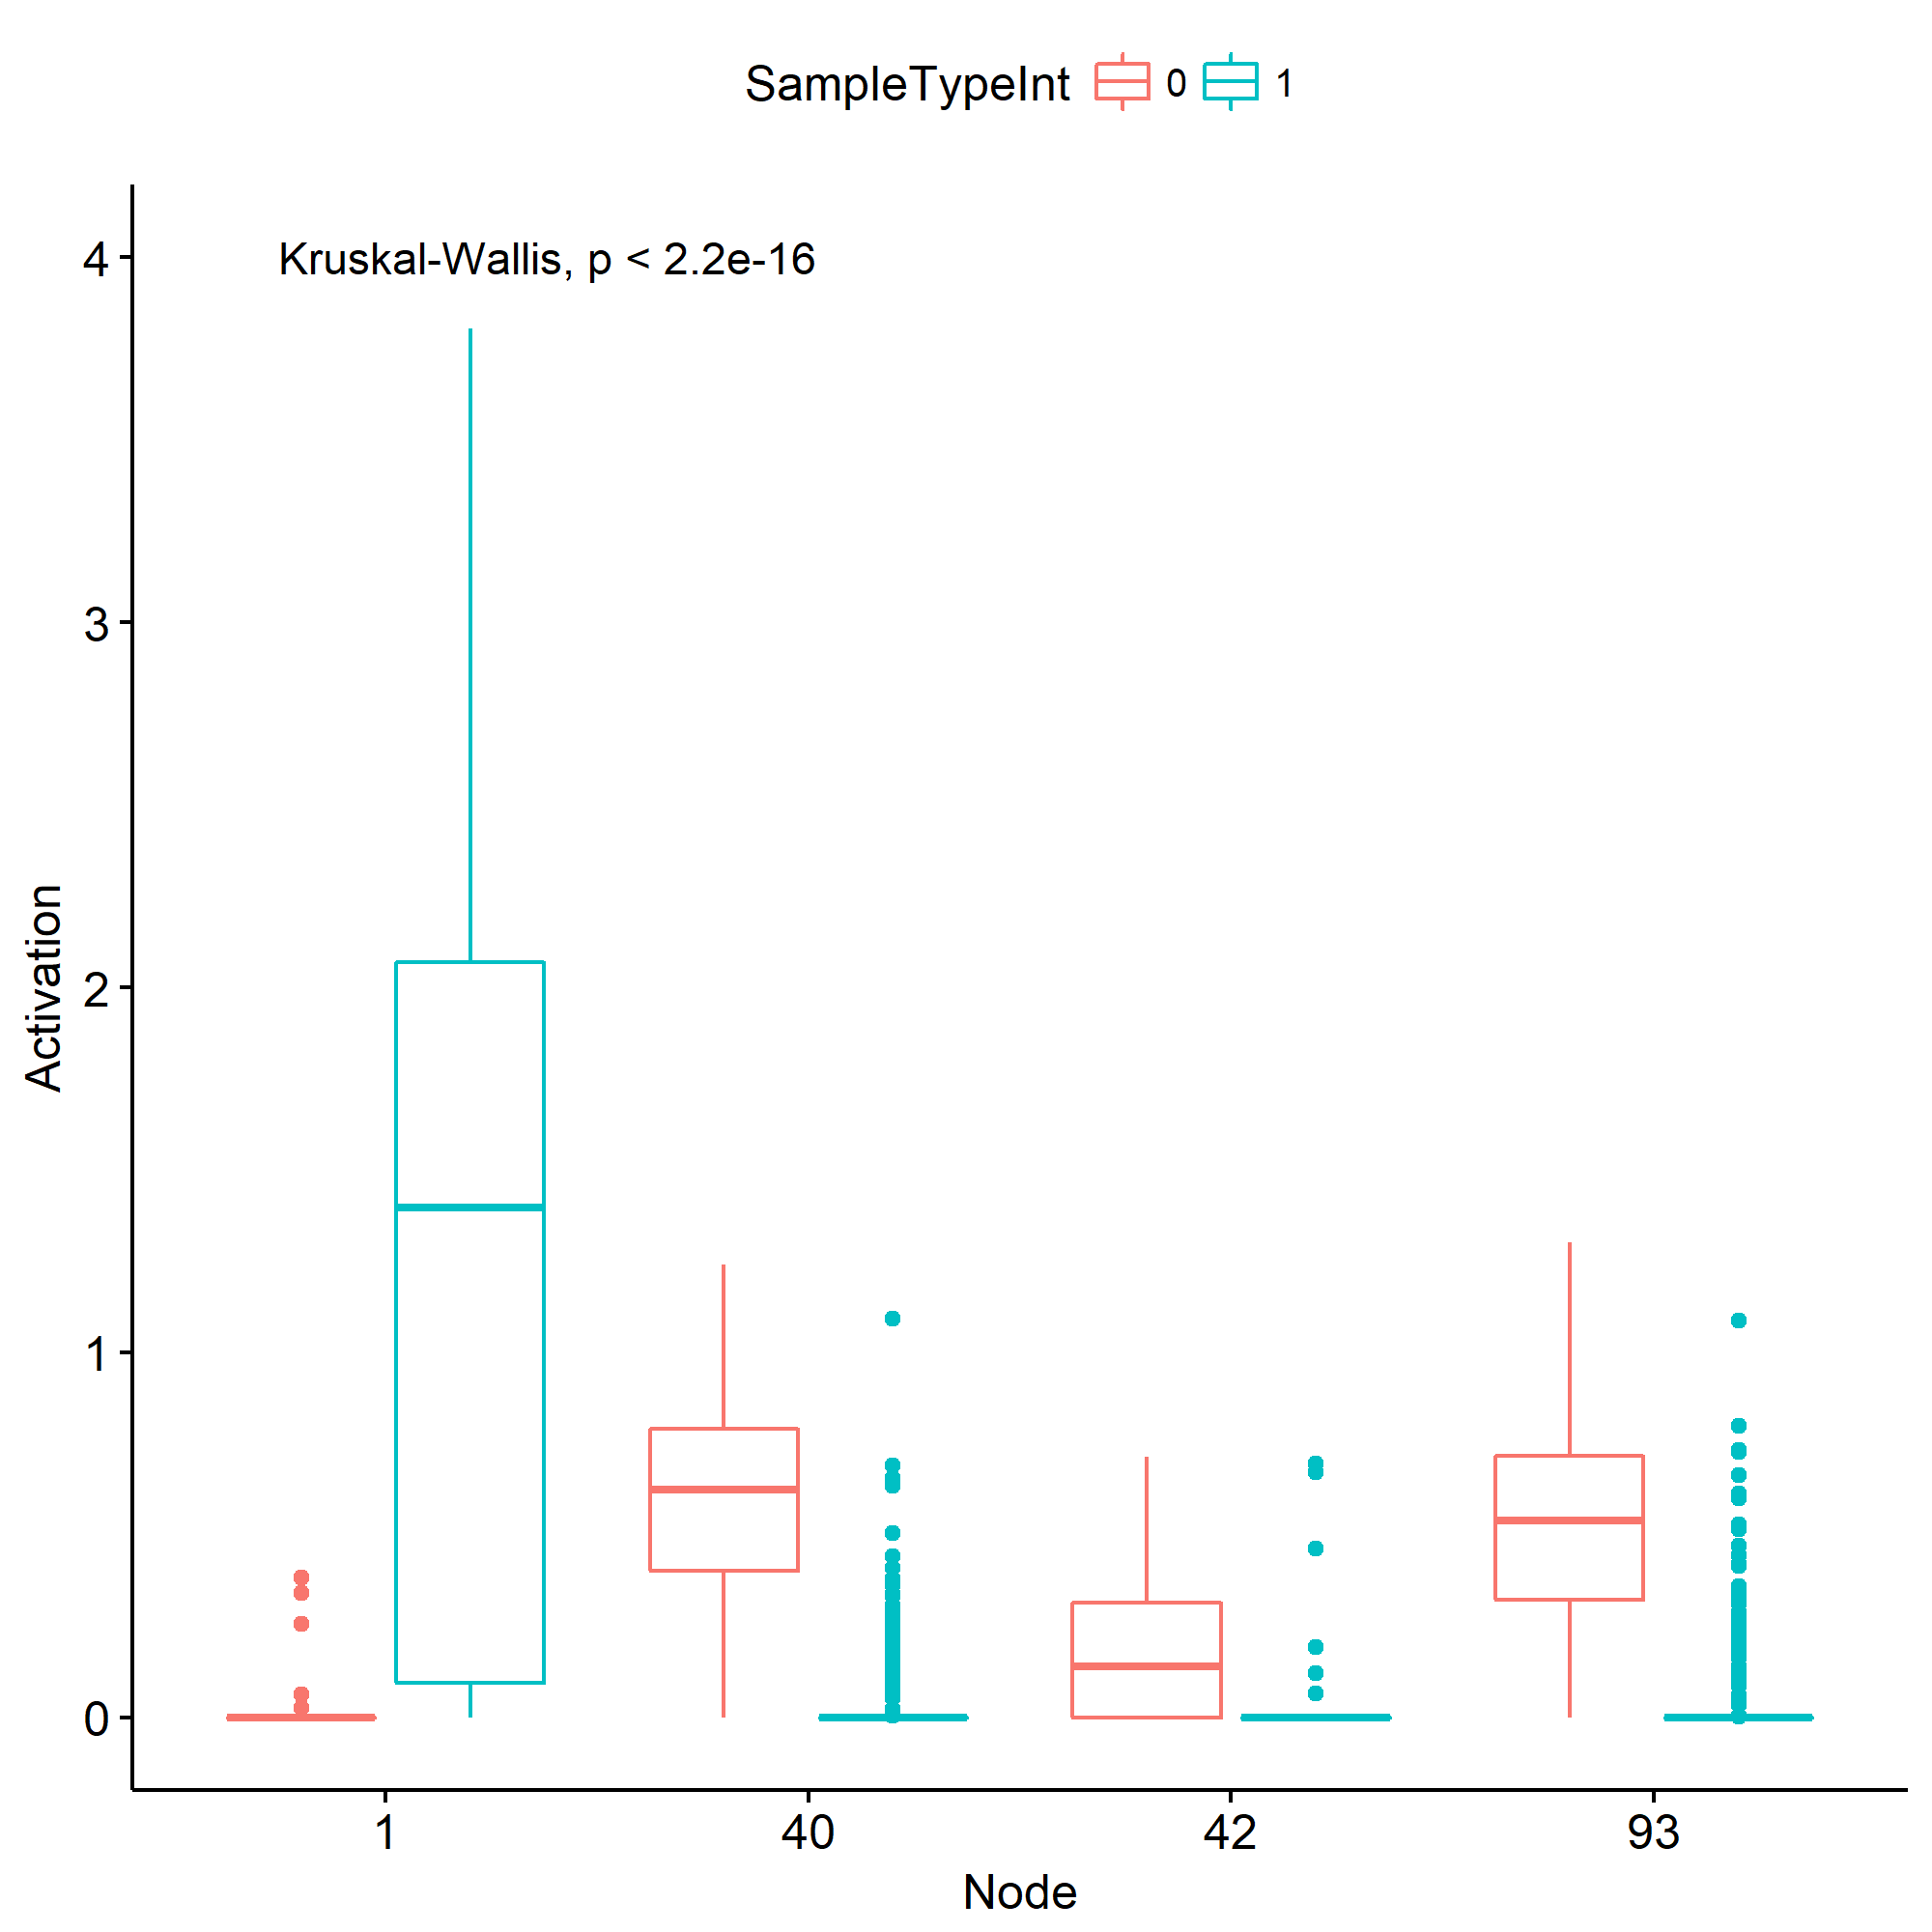 SampleTypeInt 0 1
Kruskal-Wallis, p < 2.2e-16
4
3
2
1
0
Activation
1 40 42 93
Node